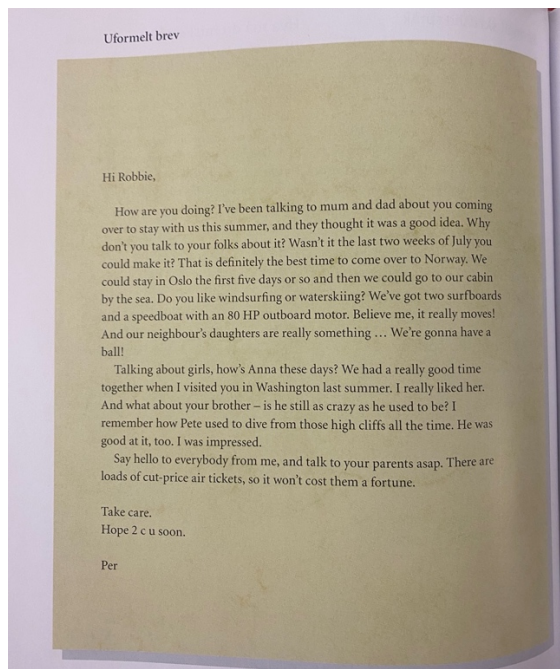 Uformelt brev
Hi Robbie,
How are you doing? I've been talking to mum and dad about you coming
over to stay with us this summer, and they thought it was a good idea. Why
don't you talk to your folks about it? Wasn't it the last two weeks of July you
could make it? That is definitely the best time to come over to Norway. We
could stay in Oslo the first five days or so and then we could go to our cabin
by the sea. Do you like windsurfing or waterskiing? We've got two surfboards
and a speedboat with an 80 HP outboard motor. Believe me, it really moves!
And our neighbour's daughters are really something … We're gonna have a
ball!
Talking about girls, how's Anna these days? We had a really good time
together when I visited you in Washington last summer. I really liked her.
And what about your brother – is he still as crazy as he used to be? I
remember how Pete used to dive from those high cliffs all the time. He was
good at it, too. I was impressed.
Say hello to everybody from me, and talk to your parents asap. There are
loads of cut-price air tickets, so it won't cost them a fortune.
Take care.
Hope 2 c u soon.
Per